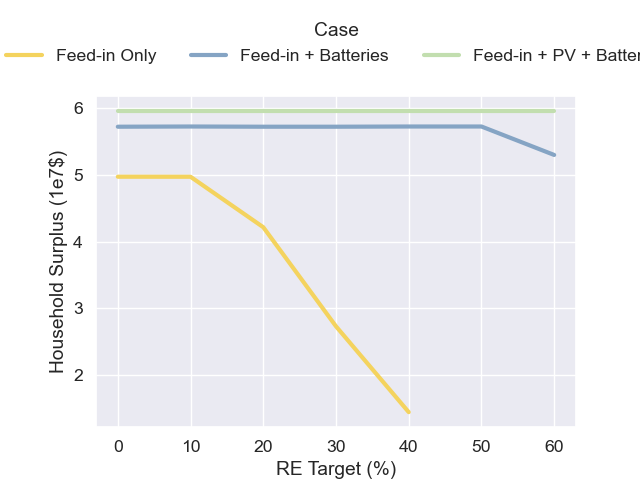 Case
Feed-in Only Feed-in + Batteries Feed-in + PV +
6
5
4
3
2
Household Surplus (1e7$)
0 10 20 30 40 50 60
RE Target (%)